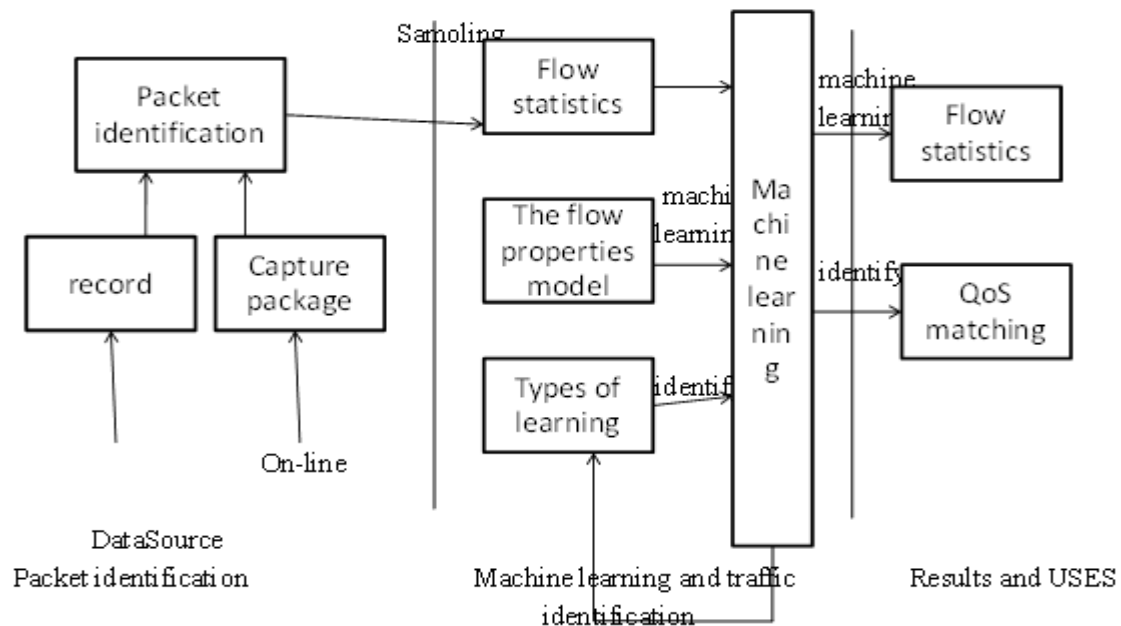 Samoling
Packet
identification
Flow
statistics
machine
learnin
Flow
statistics
record
Capture
package
The flow
properties
model
machi
learnin
Ma
chi
ne
lear
nin
g
identify
QoS
matching
Types of
learning
identif
On-line
DataSource
Packet identification
Machine learning and traffic
identification
Results and USES